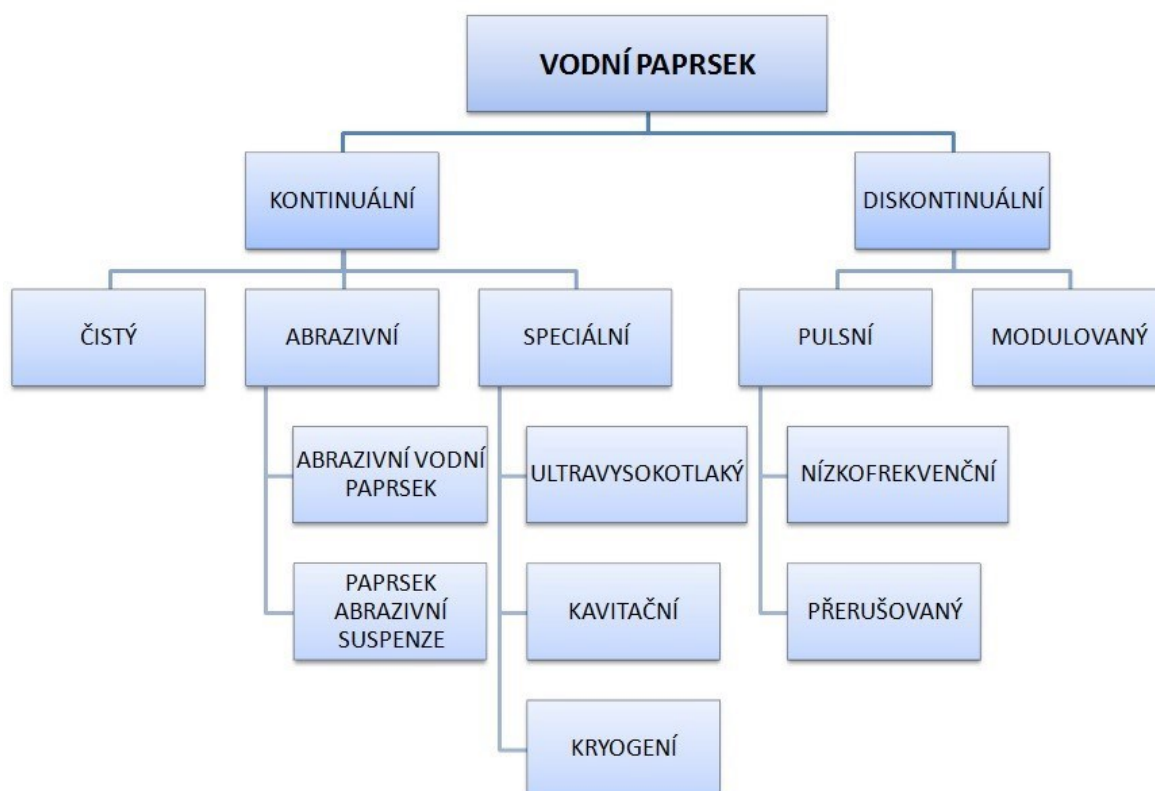 VODNÍ PAPRSEK
KONTINUÁLNÍ
DISKONTINUÁLNÍ
ČISTÝ
ABRAZIVNÍ
SPECIÁLNÍ
PULSNÍ
MODULOVANÝ
ABRAZIVNÍ VODNÍ
PAPRSEK
ULTRAVYSOKOTLAKÝ
NÍZKOFREKVENČNÍ
PAPRSEK
ABRAZIVNÍ
SUSPENZE
KAVITAČNÍ
PŘERUŠOVANÝ
KRYOGENÍ